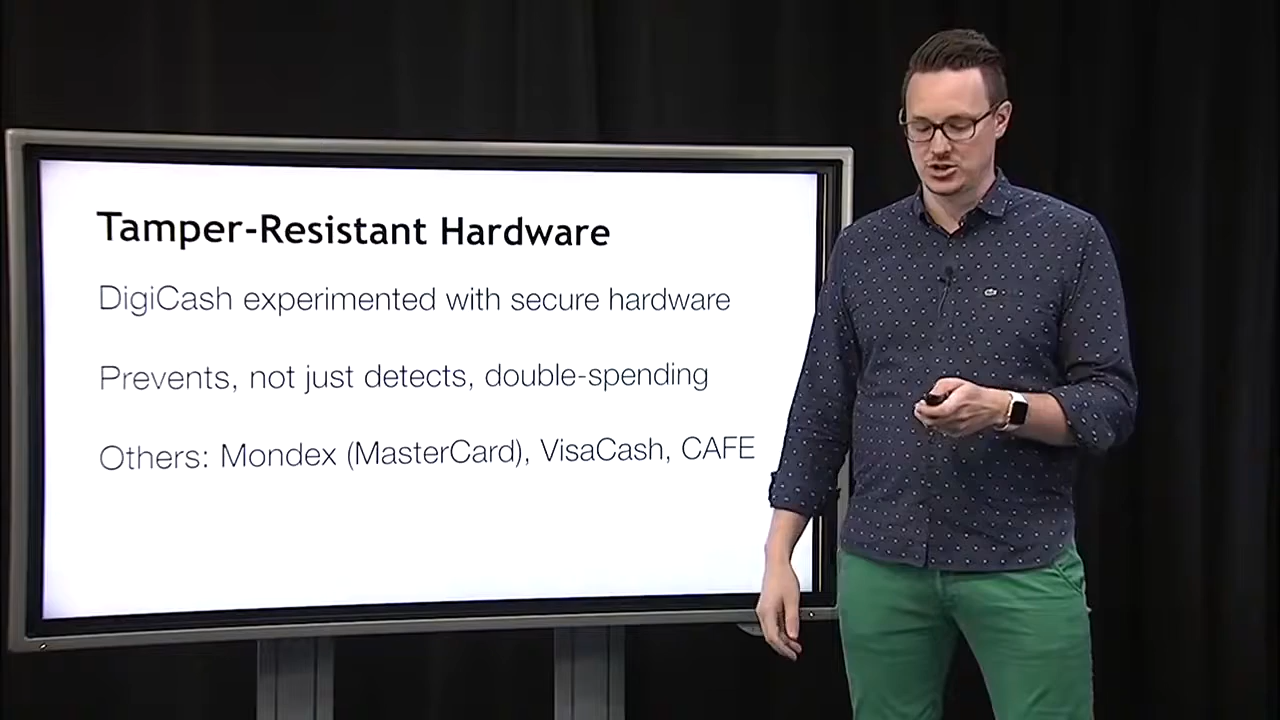 Tamper-Resistant Hardware
DigiCash experimented with secure hardware
Prevents, not just detects, double-spending
Others: Mondex (MasterCard), VisaCash, CAFE